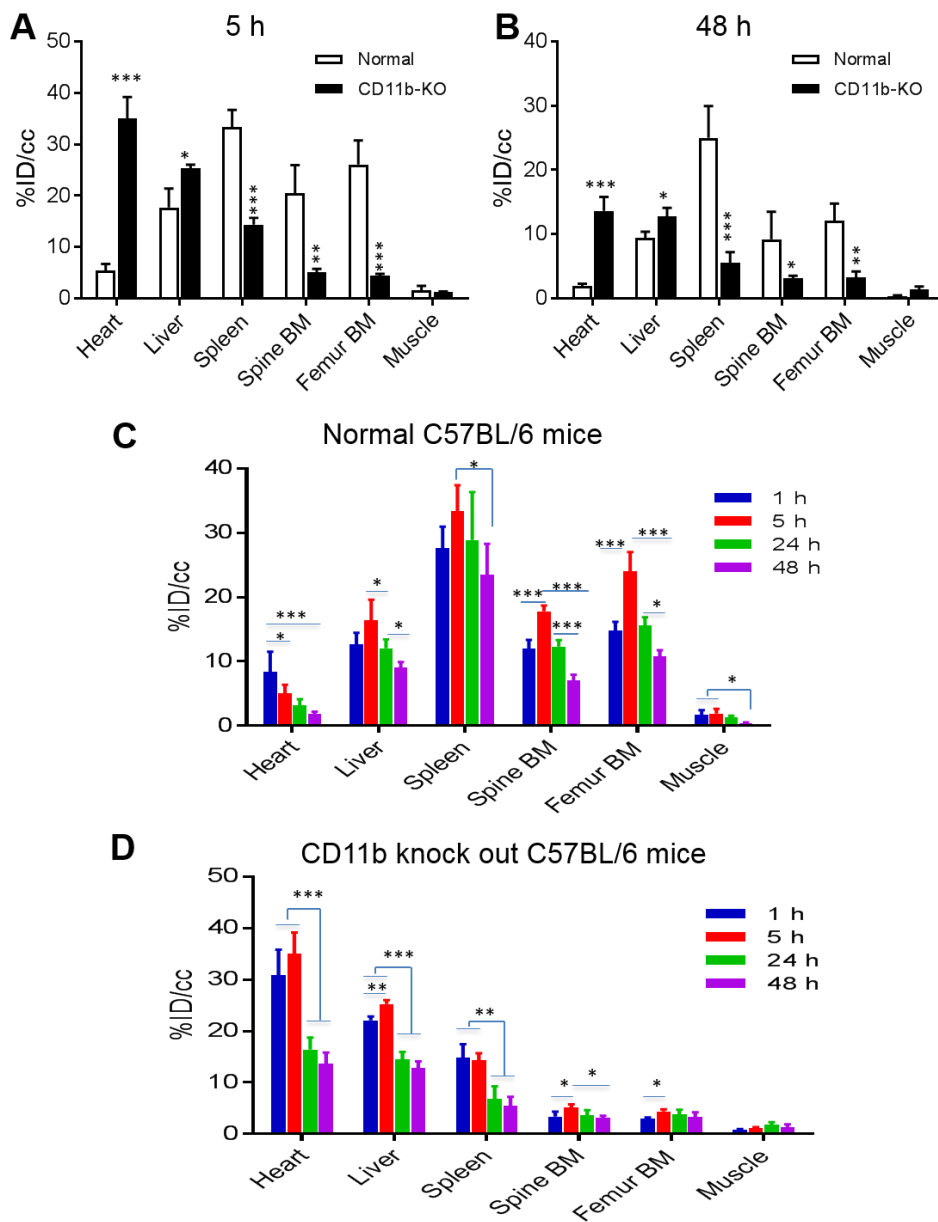 A
5 h
50
40
30
20
10
0
%ID/cc
Normal
CD11b-KO
***
*
***
**
***
Heart
Liver
Spleen
Spine BM
Femur BM
Muscle
B
48 h
40
30
20
10
0
%ID/cc
Normal
CD11b-KO
***
*
***
*
**
Heart
Liver
Spleen
Spine BM
Femur BM
Muscle
C
Normal C57BL/6 mice
40
30
20
10
0
%ID/cc
1 h
5 h
24 h
48 h
***
*
*
*
*
***
***
***
***
***
*
*
Heart
Liver
Spleen
Spine BM
Femur BM
Muscle
D
CD11b knock out C57BL/6 mice
50
40
30
20
10
0
%ID/cc
1 h
5 h
24 h
48 h
***
***
**
**
*
*
*
Heart
Liver
Spleen
Spine BM
Femur BM
Muscle